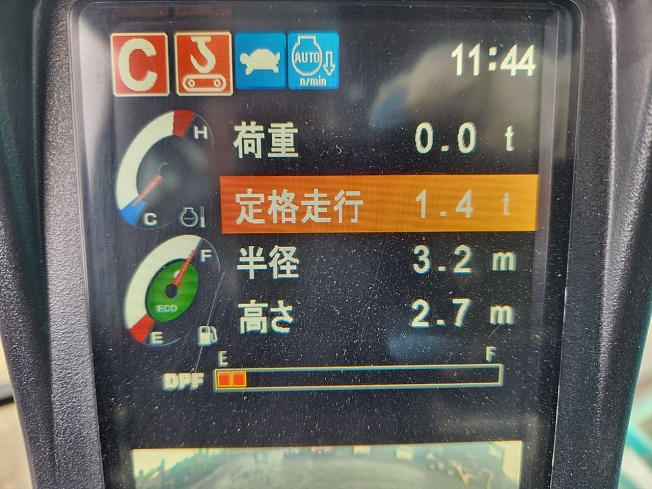 C AUTO n/min 11:44
H 荷重 0.0 t
C 定格走行 1.4 t
F 半径 3.2 m
ECO
E 高さ 2.7 m
E F
DPF